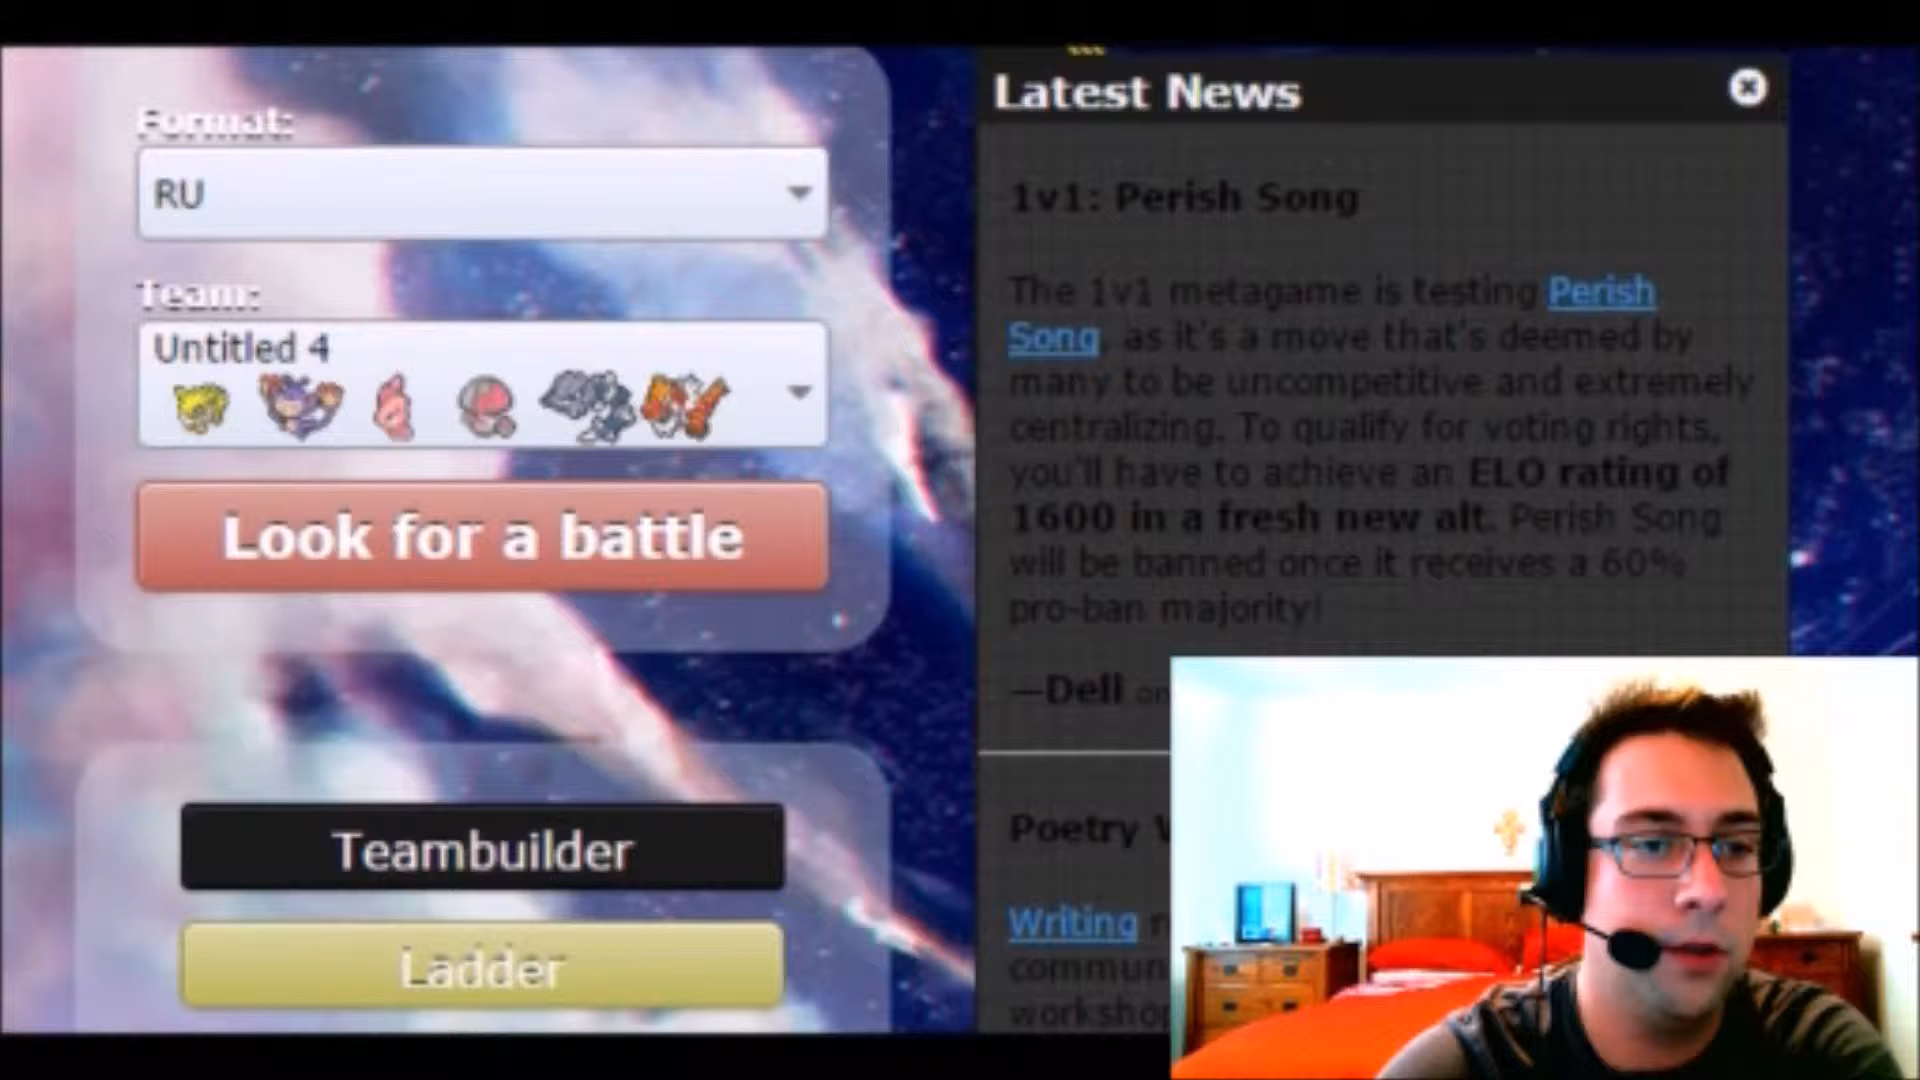 Format:
RU
Team:
Untitled 4
Look for a battle
Teambuilder
Ladder
Latest News
1v1: Perish Song
The 1v1 metagame is testing Perish
Song, as it's a move that's deemed by
many to be uncompetitive and extremely
centralizing. To qualify for voting rights,
you'll have to achieve an ELO rating of
1600 in a fresh new alt. Perish Song
will be banned once it receives a 60%
pro-ban majority!
—Dell on
Poetry
Writing
commun
workshop